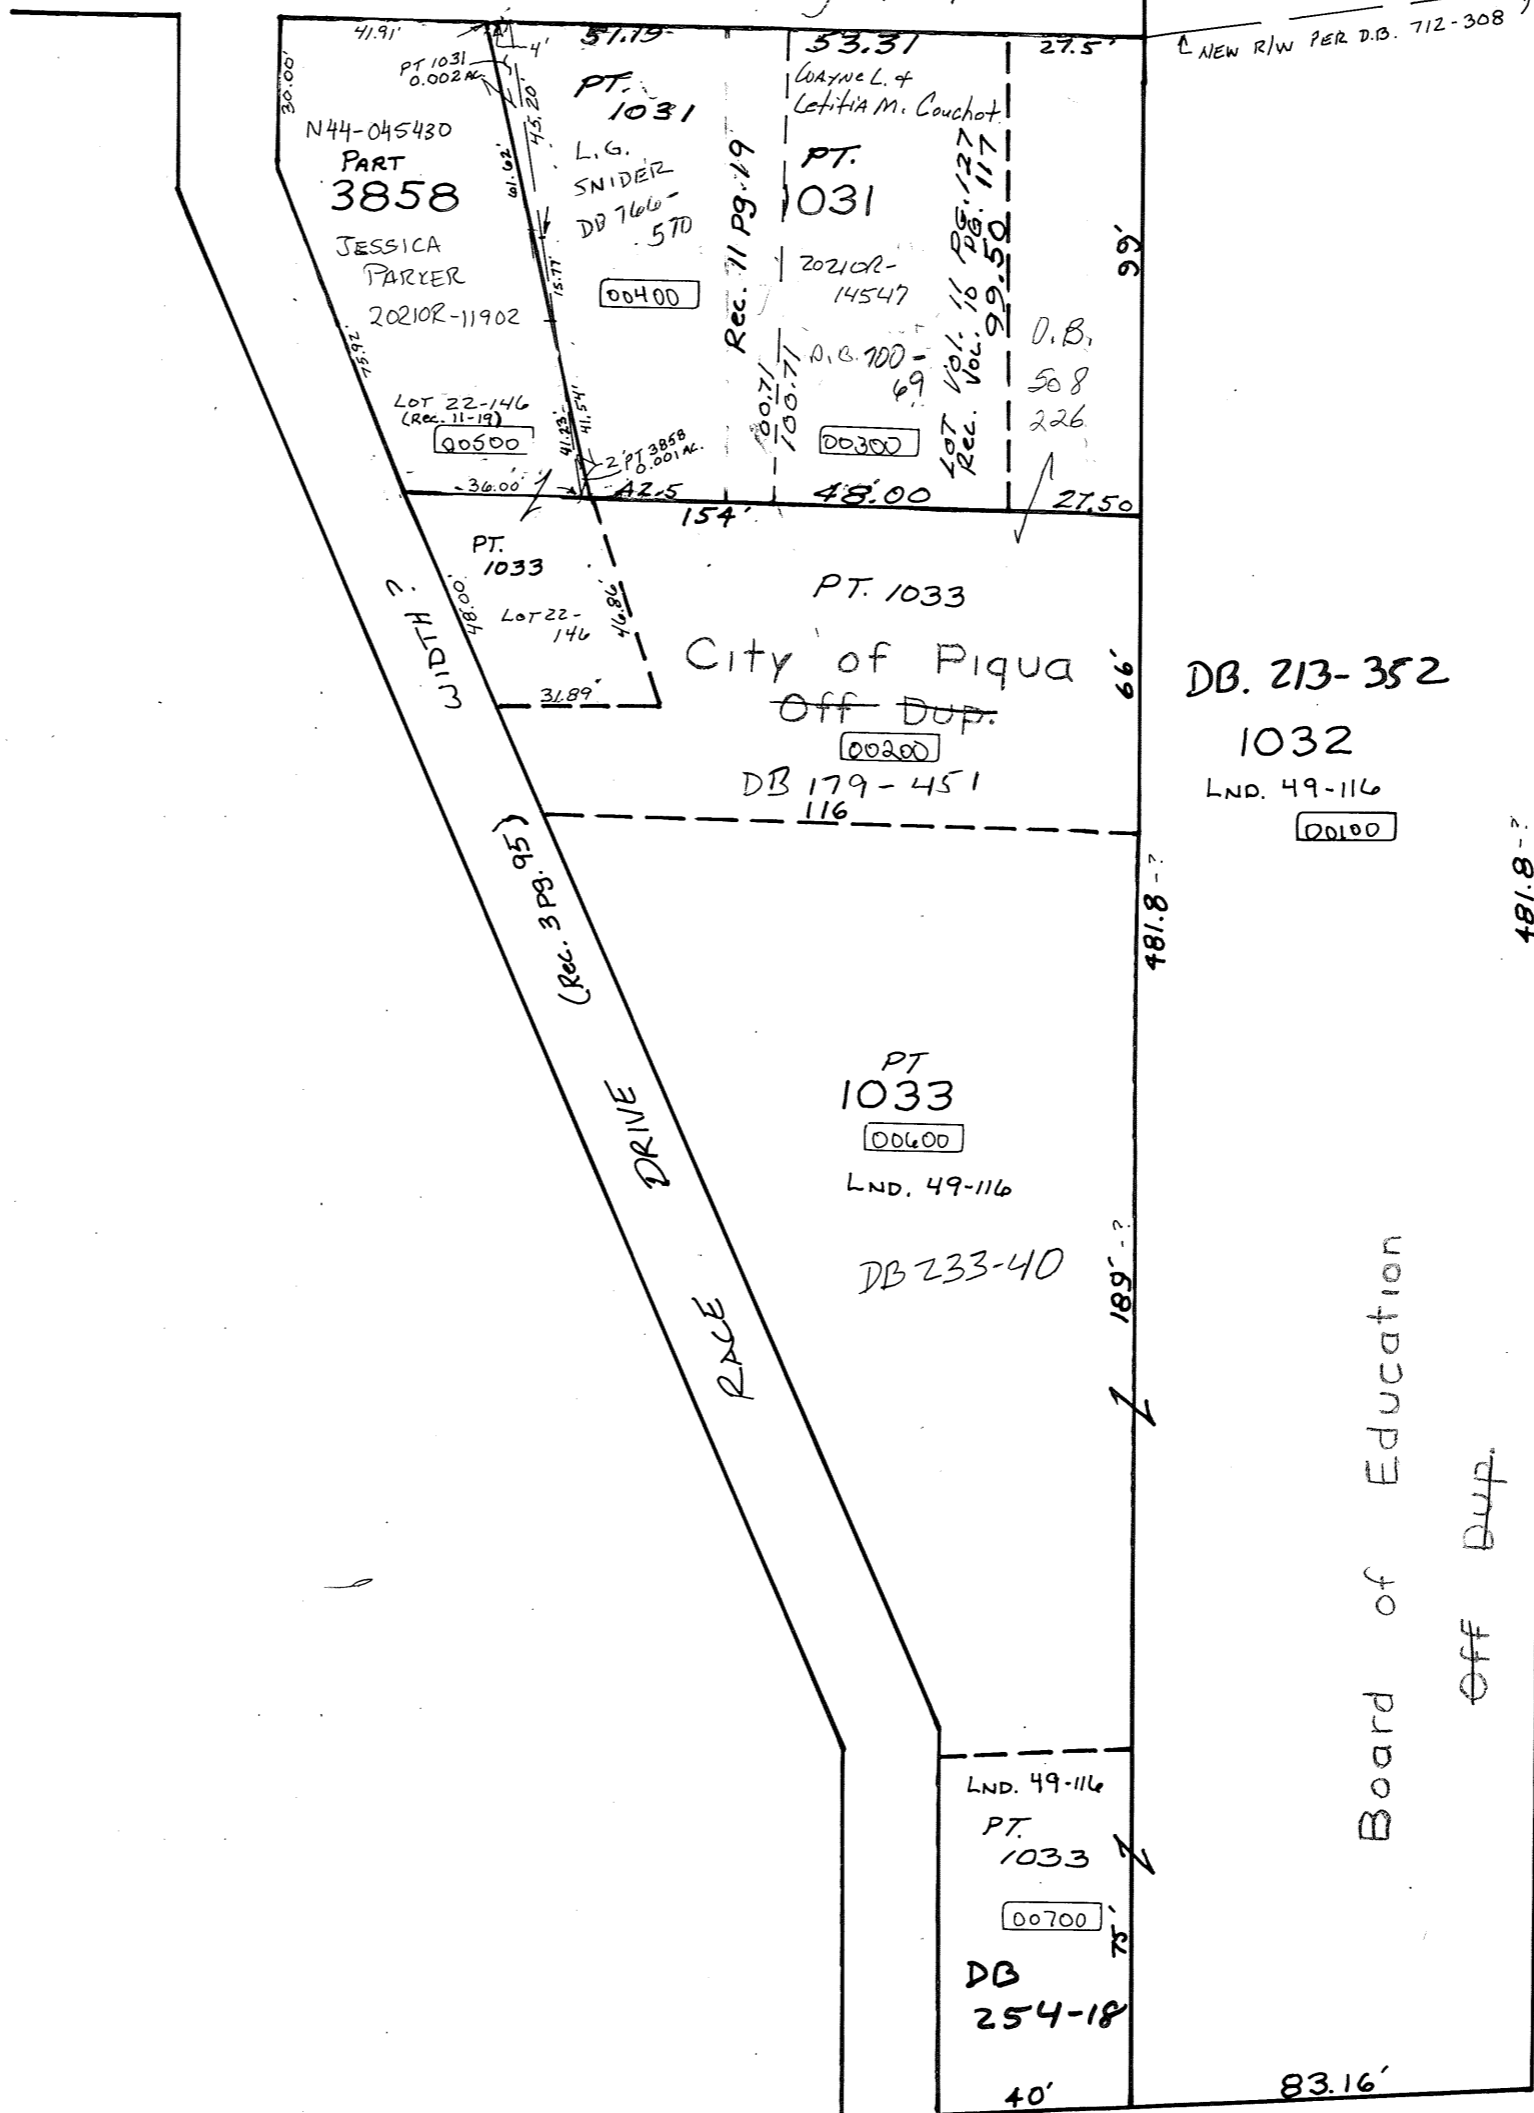 NEW R/W PER D.B. 712-308
41.91'
4'
57.19
53.31
27.5'
30.00'
PT 1031
0.002 AC.
N44-045430
PART
3858
JESSICA
PARKER
2021OR-11902
75.92'
LOT 22-146
(Rec. 11-19)
00500
36.00'
61.62'
45.20'
15.77'
41.23'
41.54'
2' PT 3858
0.001 AC.
PT.
1031
L.G.
SNIDER
DB 766-
570
00400
42.5
Rec. 11 Pg. 19
100.71
100.71
WAYNE L. &
Letitia M. Couchot
PT.
1031
2021OR-
14547
D.B. 700-
69
00300
48.00
LOT Vol. 11 PG. 127
Rec. Vol. 10 PG. 117
99.50
D.B.
508
226
99'
27.50
154'
PT.
1033
LOT 22-
146
48.00'
46.86'
31.89'
PT. 1033
City of Piqua
Off Dup.
00200
DB 179-451
116
66'
DB. 213-352
1032
LND. 49-116
00100
481.8-?
481.8-?
WIDTH ?
(Rec. 3 PG. 95)
RACE DRIVE
PT
1033
00600
LND. 49-116
DB 233-40
189'-?
Board of Education
Off Dup.
LND. 49-116
PT.
1033
00700
75'
DB
254-18
40'
83.16'